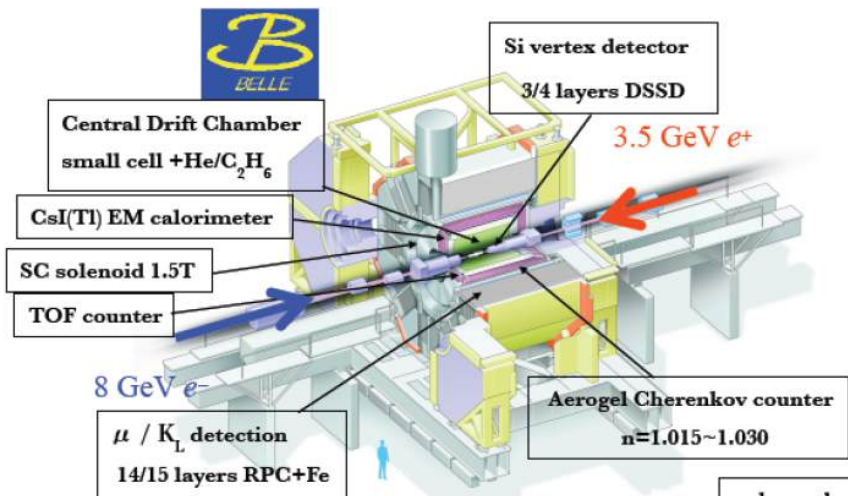 BELLE
Si vertex detector
3/4 layers DSSD
Central Drift Chamber
small cell +He/C₂H₆
3.5 GeV e+
CsI(Tl) EM calorimeter
SC solenoid 1.5T
TOF counter
8 GeV e−
Aerogel Cherenkov counter
n=1.015~1.030
μ / K_L detection
14/15 layers RPC+Fe